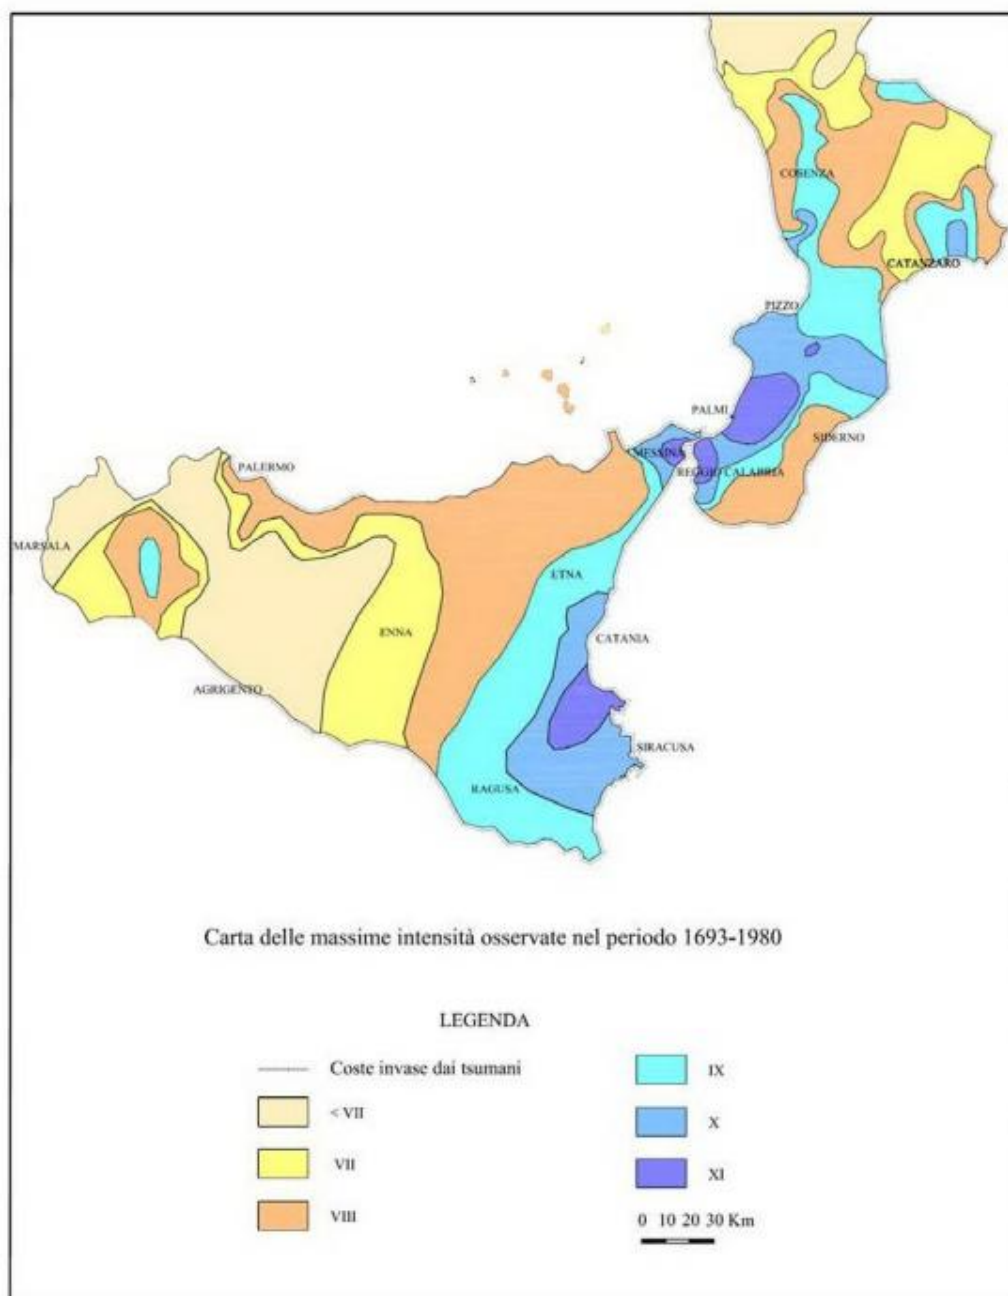 COSENZA
CATANZARO
PIZZO
PALMI
SIDERNO
MESSINA
REGGIO CALABRIA
PALERMO
MARSALA
ETNA
ENNA
CATANIA
AGRIGENTO
SIRACUSA
RAGUSA
Carta delle massime intensità osservate nel periodo 1693-1980
LEGENDA
Coste invase dai tsumani
< VII
VII
VIII
IX
X
XI
0 10 20 30 Km